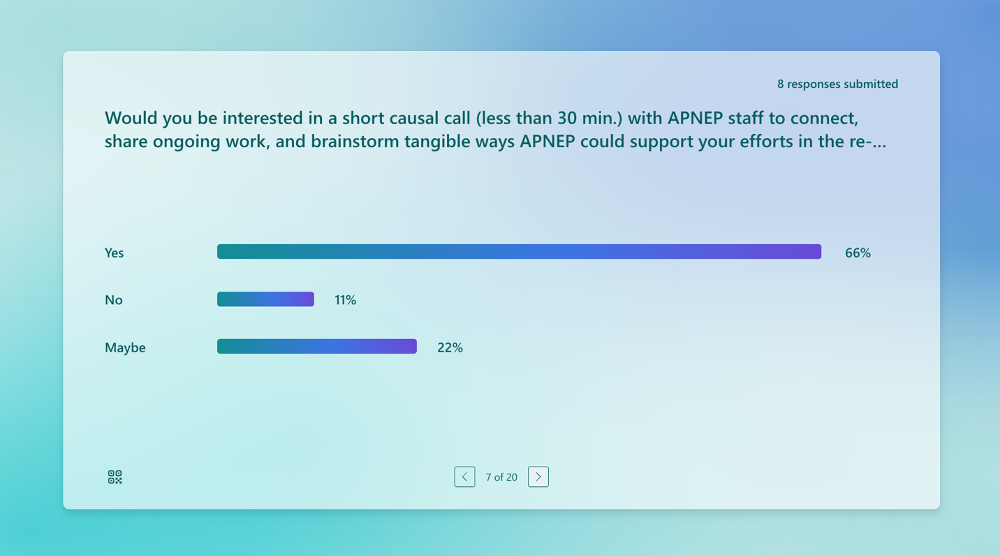 8 responses submitted
Would you be interested in a short causal call (less than 30 min.) with APNEP staff to connect,
share ongoing work, and brainstorm tangible ways APNEP could support your efforts in the re-...
Yes 66%
No 11%
Maybe 22%
7 of 20